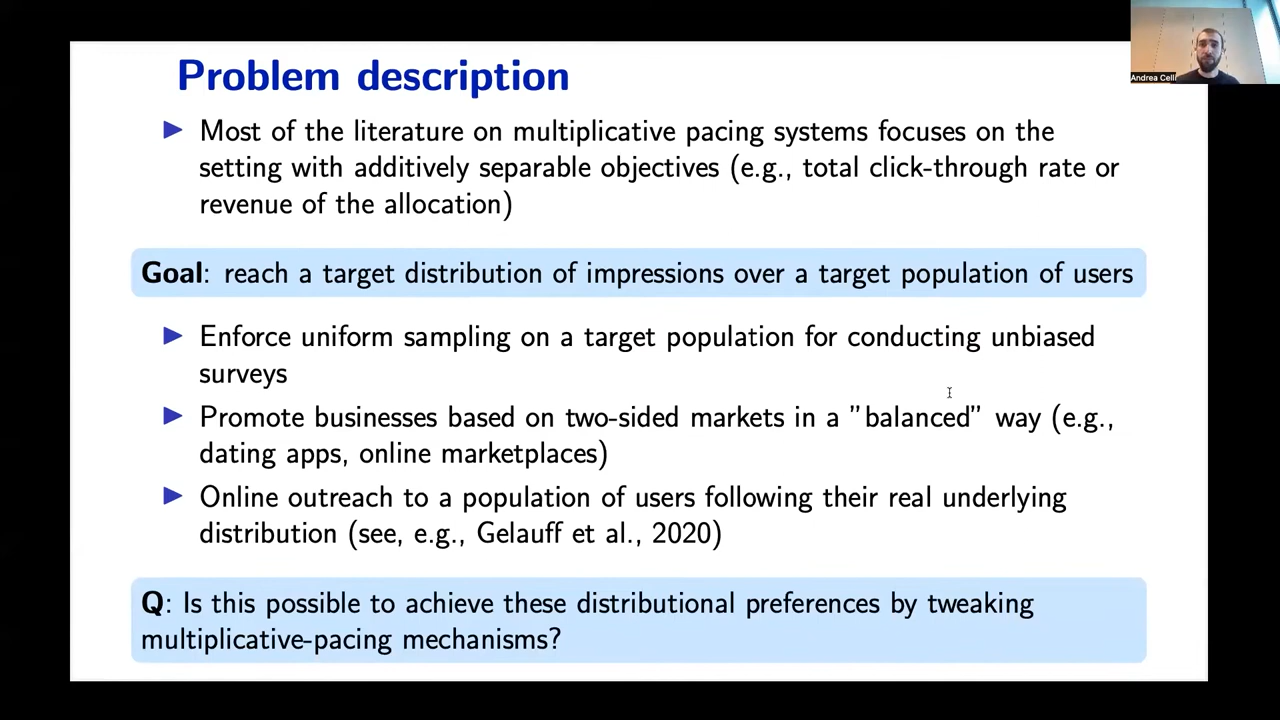 Problem description
▶ Most of the literature on multiplicative pacing systems focuses on the
setting with additively separable objectives (e.g., total click-through rate or
revenue of the allocation)
Goal: reach a target distribution of impressions over a target population of users
▶ Enforce uniform sampling on a target population for conducting unbiased
surveys
▶ Promote businesses based on two-sided markets in a ”balanced” way (e.g.,
dating apps, online marketplaces)
▶ Online outreach to a population of users following their real underlying
distribution (see, e.g., Gelauff et al., 2020)
Q: Is this possible to achieve these distributional preferences by tweaking
multiplicative-pacing mechanisms?
Andrea Celli